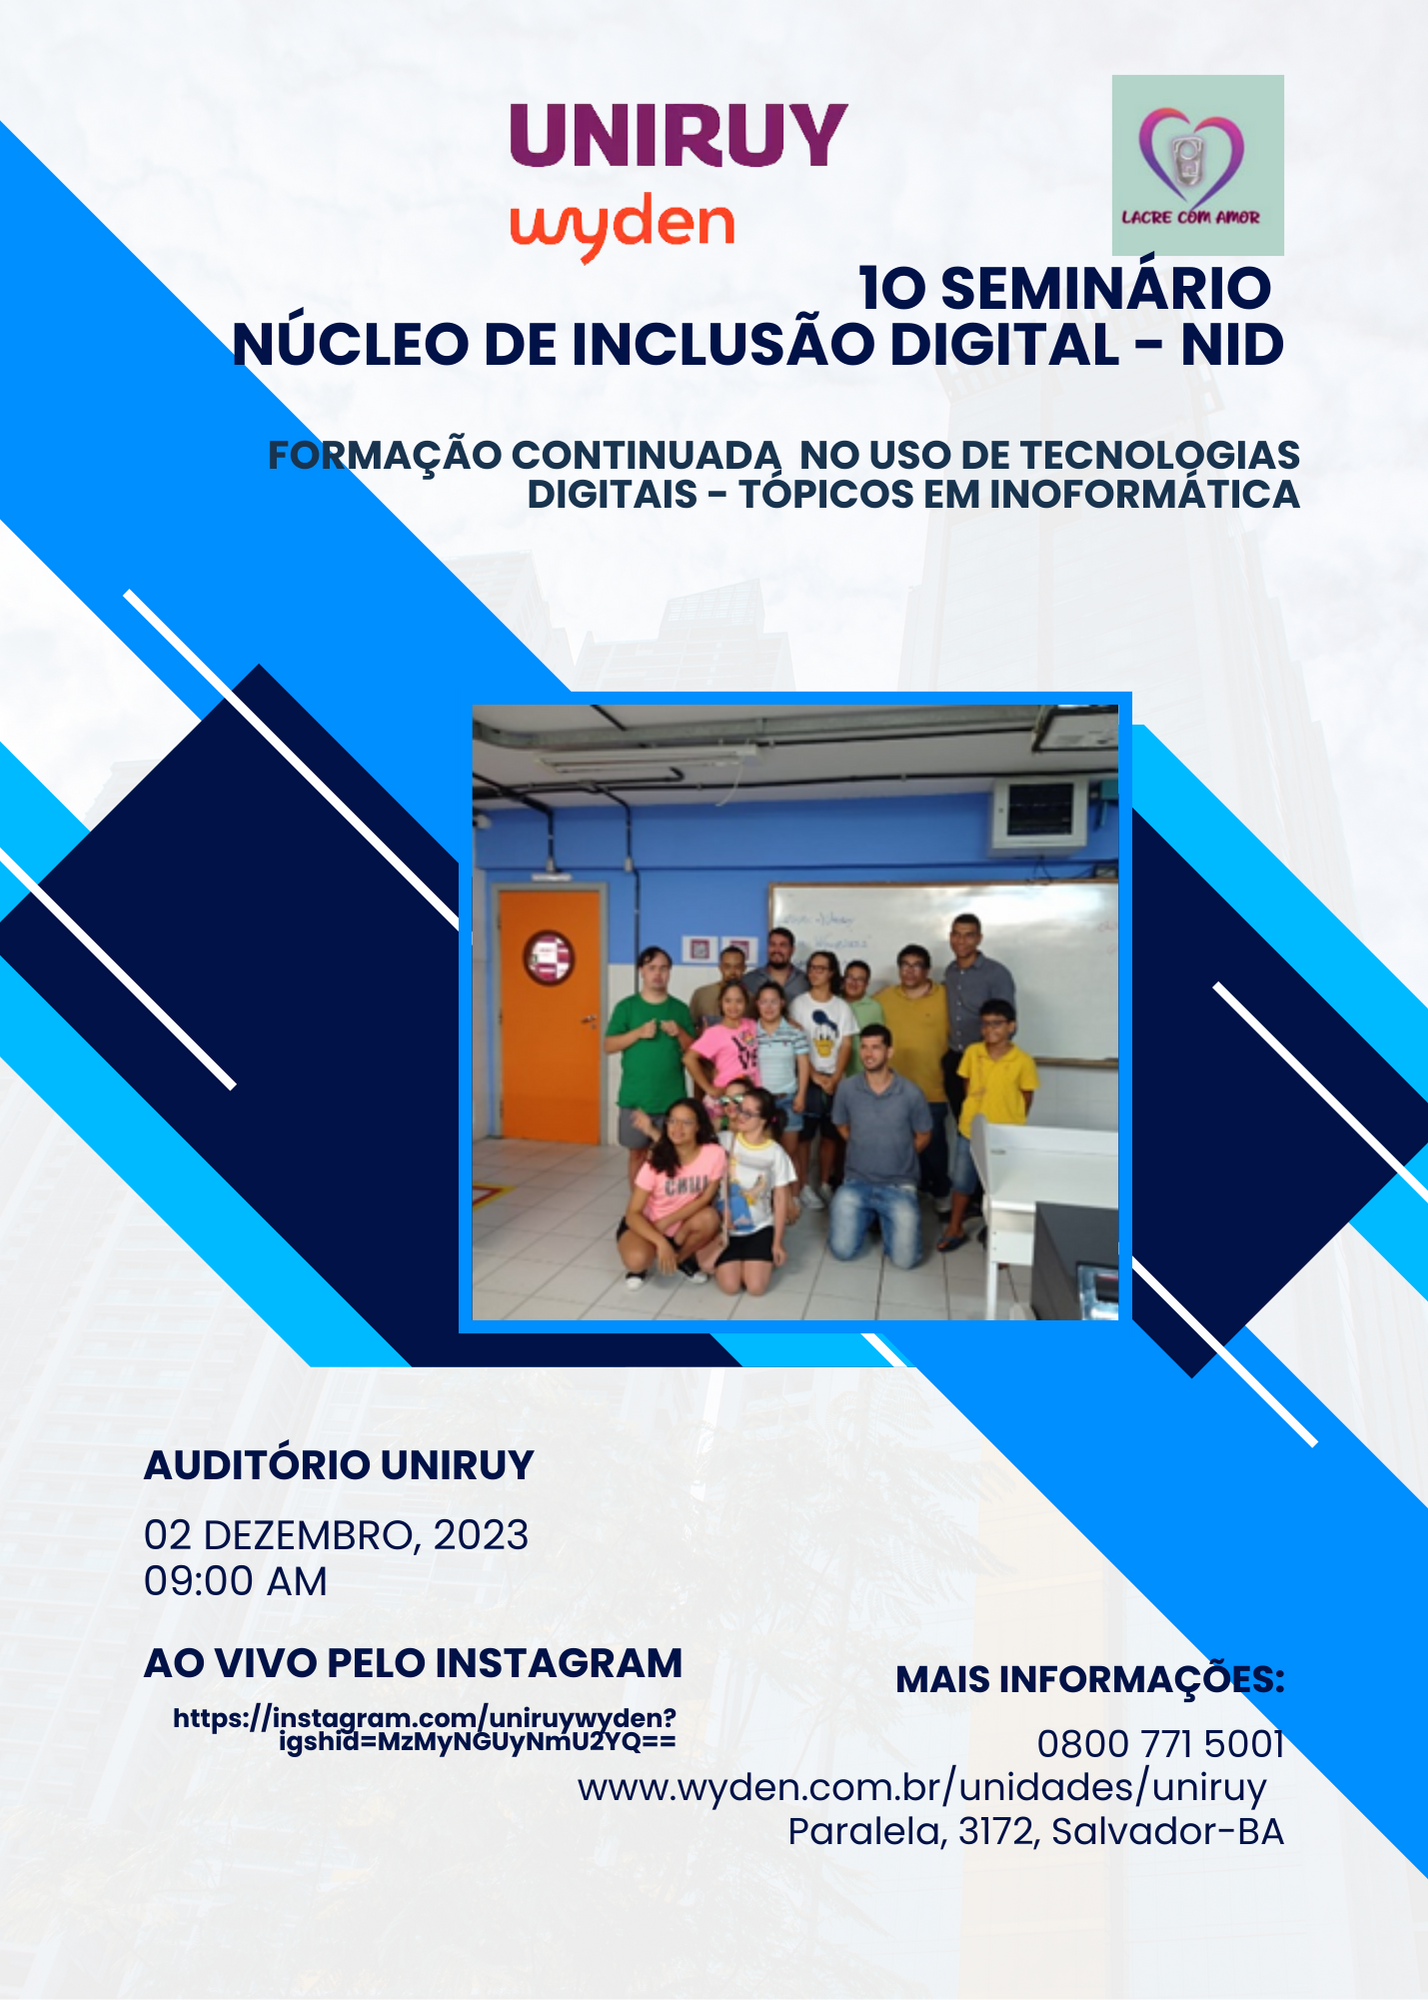 UNIRUY
wyden
LACRE COM AMOR
1O SEMINÁRIO
NÚCLEO DE INCLUSÃO DIGITAL - NID
FORMAÇÃO CONTINUADA NO USO DE TECNOLOGIAS
DIGITAIS - TÓPICOS EM INOFORMÁTICA
CHILL
AUDITÓRIO UNIRUY
02 DEZEMBRO, 2023
09:00 AM
AO VIVO PELO INSTAGRAM
https://instagram.com/uniruywyden?
igshid=MzMyNGUyNmU2YQ==
MAIS INFORMAÇÕES:
0800 771 5001
www.wyden.com.br/unidades/uniruy
Paralela, 3172, Salvador-BA